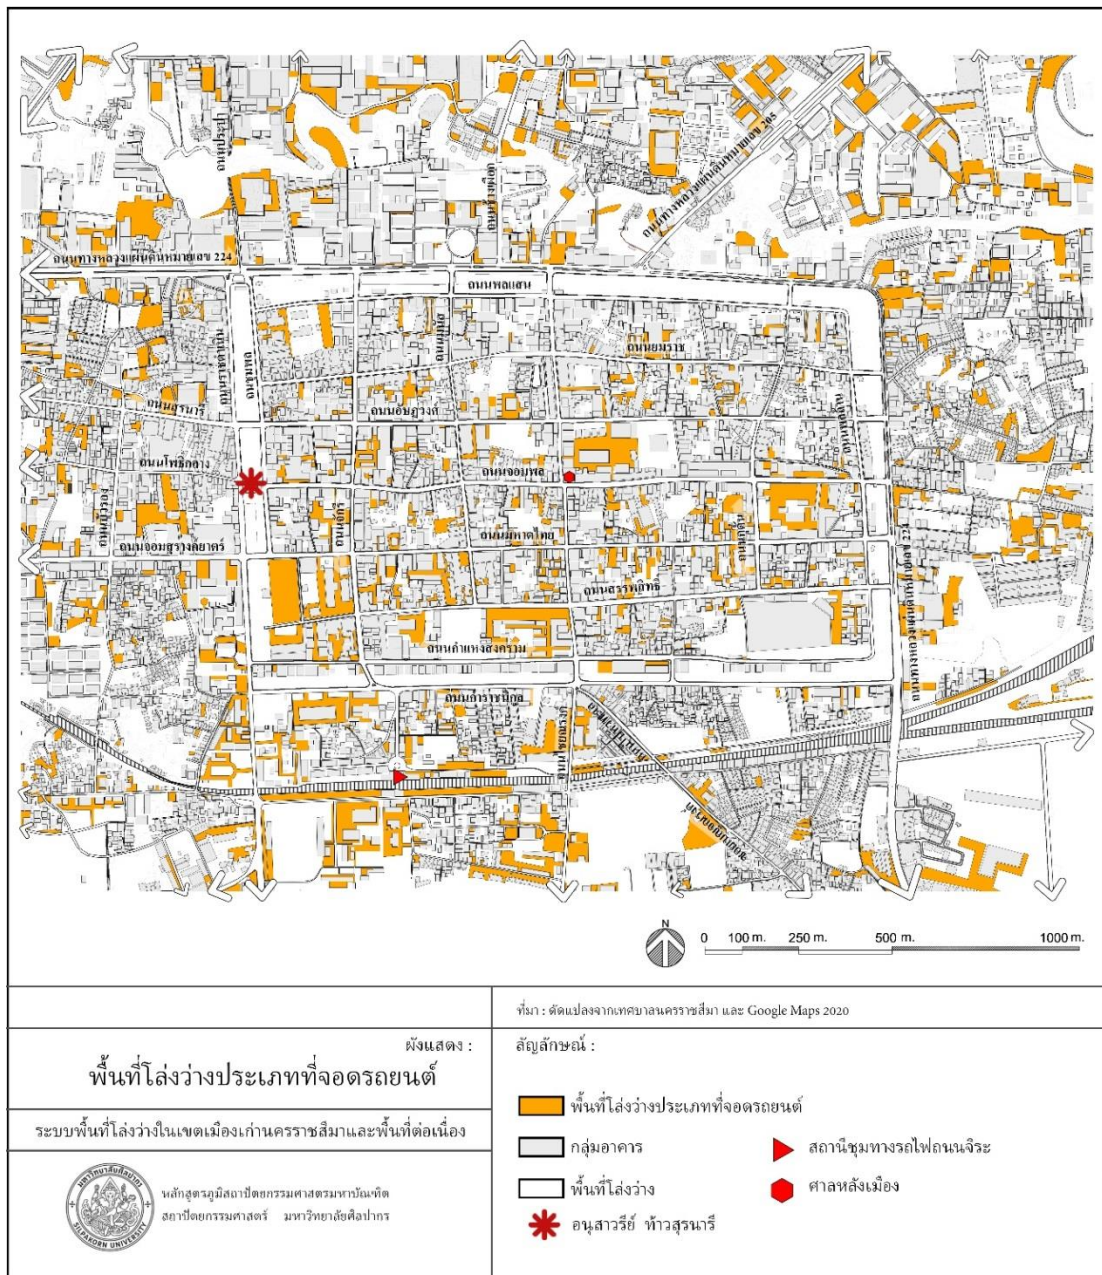 ถนนทางหลวงแผ่นดินหมายเลข 205
ถนนทางหลวงแผ่นดินหมายเลข 224
ถนนพลแสน
ถนนยมราช
ถนนสุรนารี
ถนนอัษฎางค์
ถนนโพธิ์กลาง
ถนนจอมพล
ถนนจอมสุรางค์ยาตร์
ถนนมหาดไทย
ถนนสรรพสิทธิ์
ถนนกำแหงสงคราม
N
0 100 m. 250 m. 500 m. 1000 m.
ที่มา : ดัดแปลงจากเทศบาลนครราชสีมา และ Google Maps 2020
ผังแสดง :
พื้นที่โล่งว่างประเภทที่จอดรถยนต์
ระบบพื้นที่โล่งว่างในเขตเมืองเก่านครราชสีมาและพื้นที่ต่อเนื่อง
มหาวิทยาลัยศิลปากร
SILPAKORN UNIVERSITY
หลักสูตรภูมิสถาปัตยกรรมศาสตรมหาบัณฑิต
สถาปัตยกรรมศาสตร์ มหาวิทยาลัยศิลปากร
สัญลักษณ์ :
พื้นที่โล่งว่างประเภทที่จอดรถยนต์
กลุ่มอาคาร
สถานีชุมทางรถไฟถนนจิระ
พื้นที่โล่งว่าง
ศาลหลังเมือง
อนุสาวรีย์ ท้าวสุรนารี